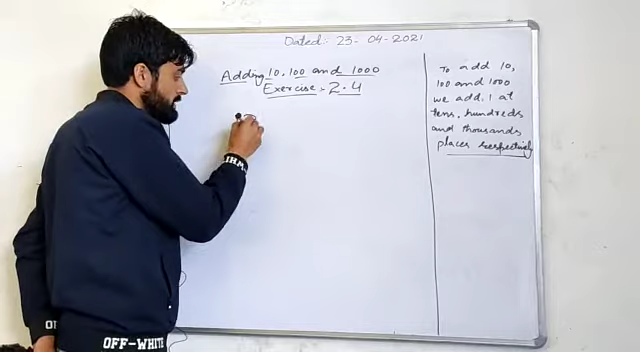 Dated:- 23-04-2021
Adding 10, 100 and 1000
Exercise - 2.4
To add 10,
100 and 1000
we add 1 at
tens, hundreds
and thousands
places respectively
OFF-WHITE